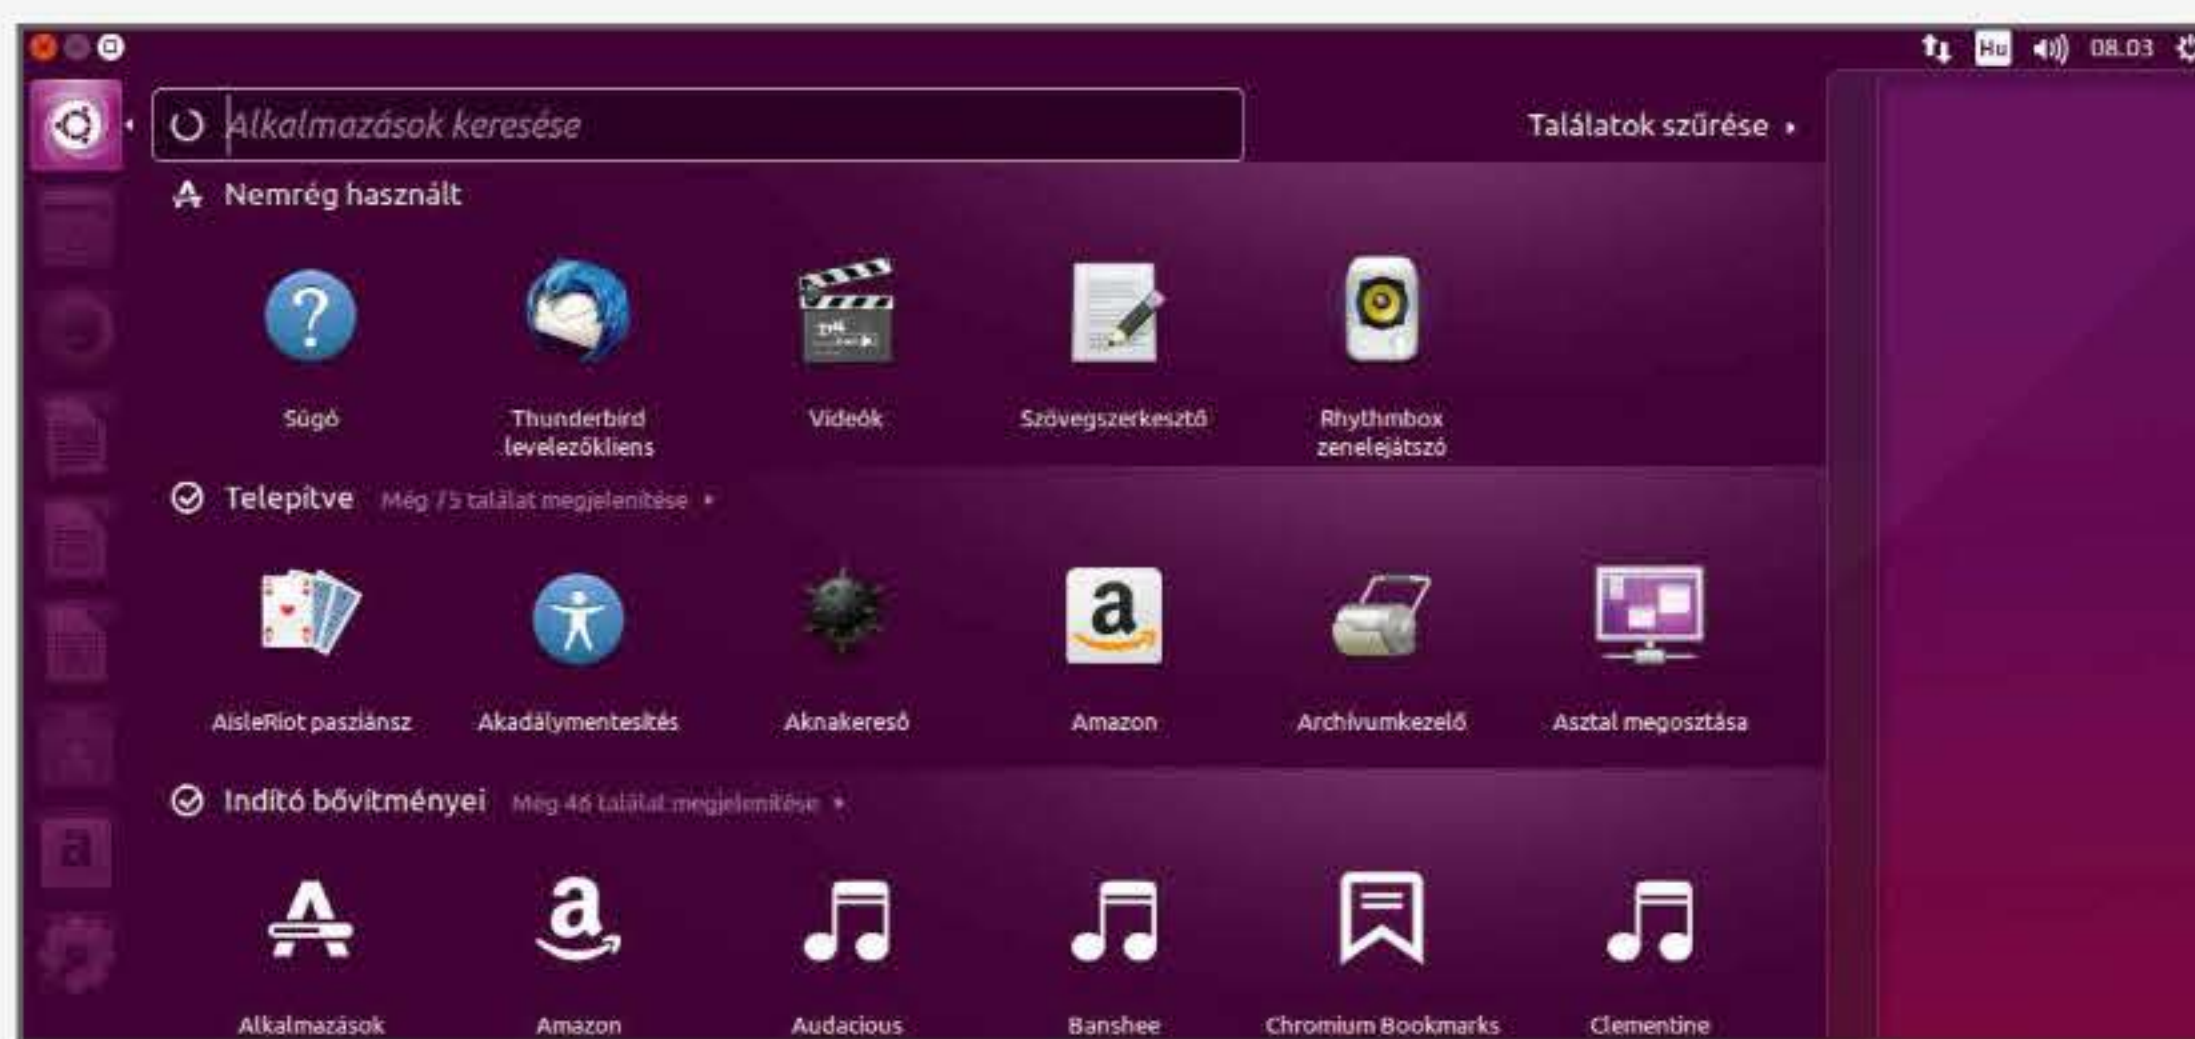 Hu 08.03
Alkalmazások keresése
Találatok szűrése
Nemrég használt
Súgó
Thunderbird
levelezőkliens
Videók
Szövegszerkesztő
Rhythmbox
zenelejátszó
Telepítve Még 75 találat megjelenítése
AisleRiot pasziánsz
Akadálymentesítés
Aknakereső
Amazon
Archívumkezelő
Asztal megosztása
Indító bővítményei Még 46 találat megjelenítése
Alkalmazások
Amazon
Audacious
Banshee
Chromium Bookmarks
Clementine